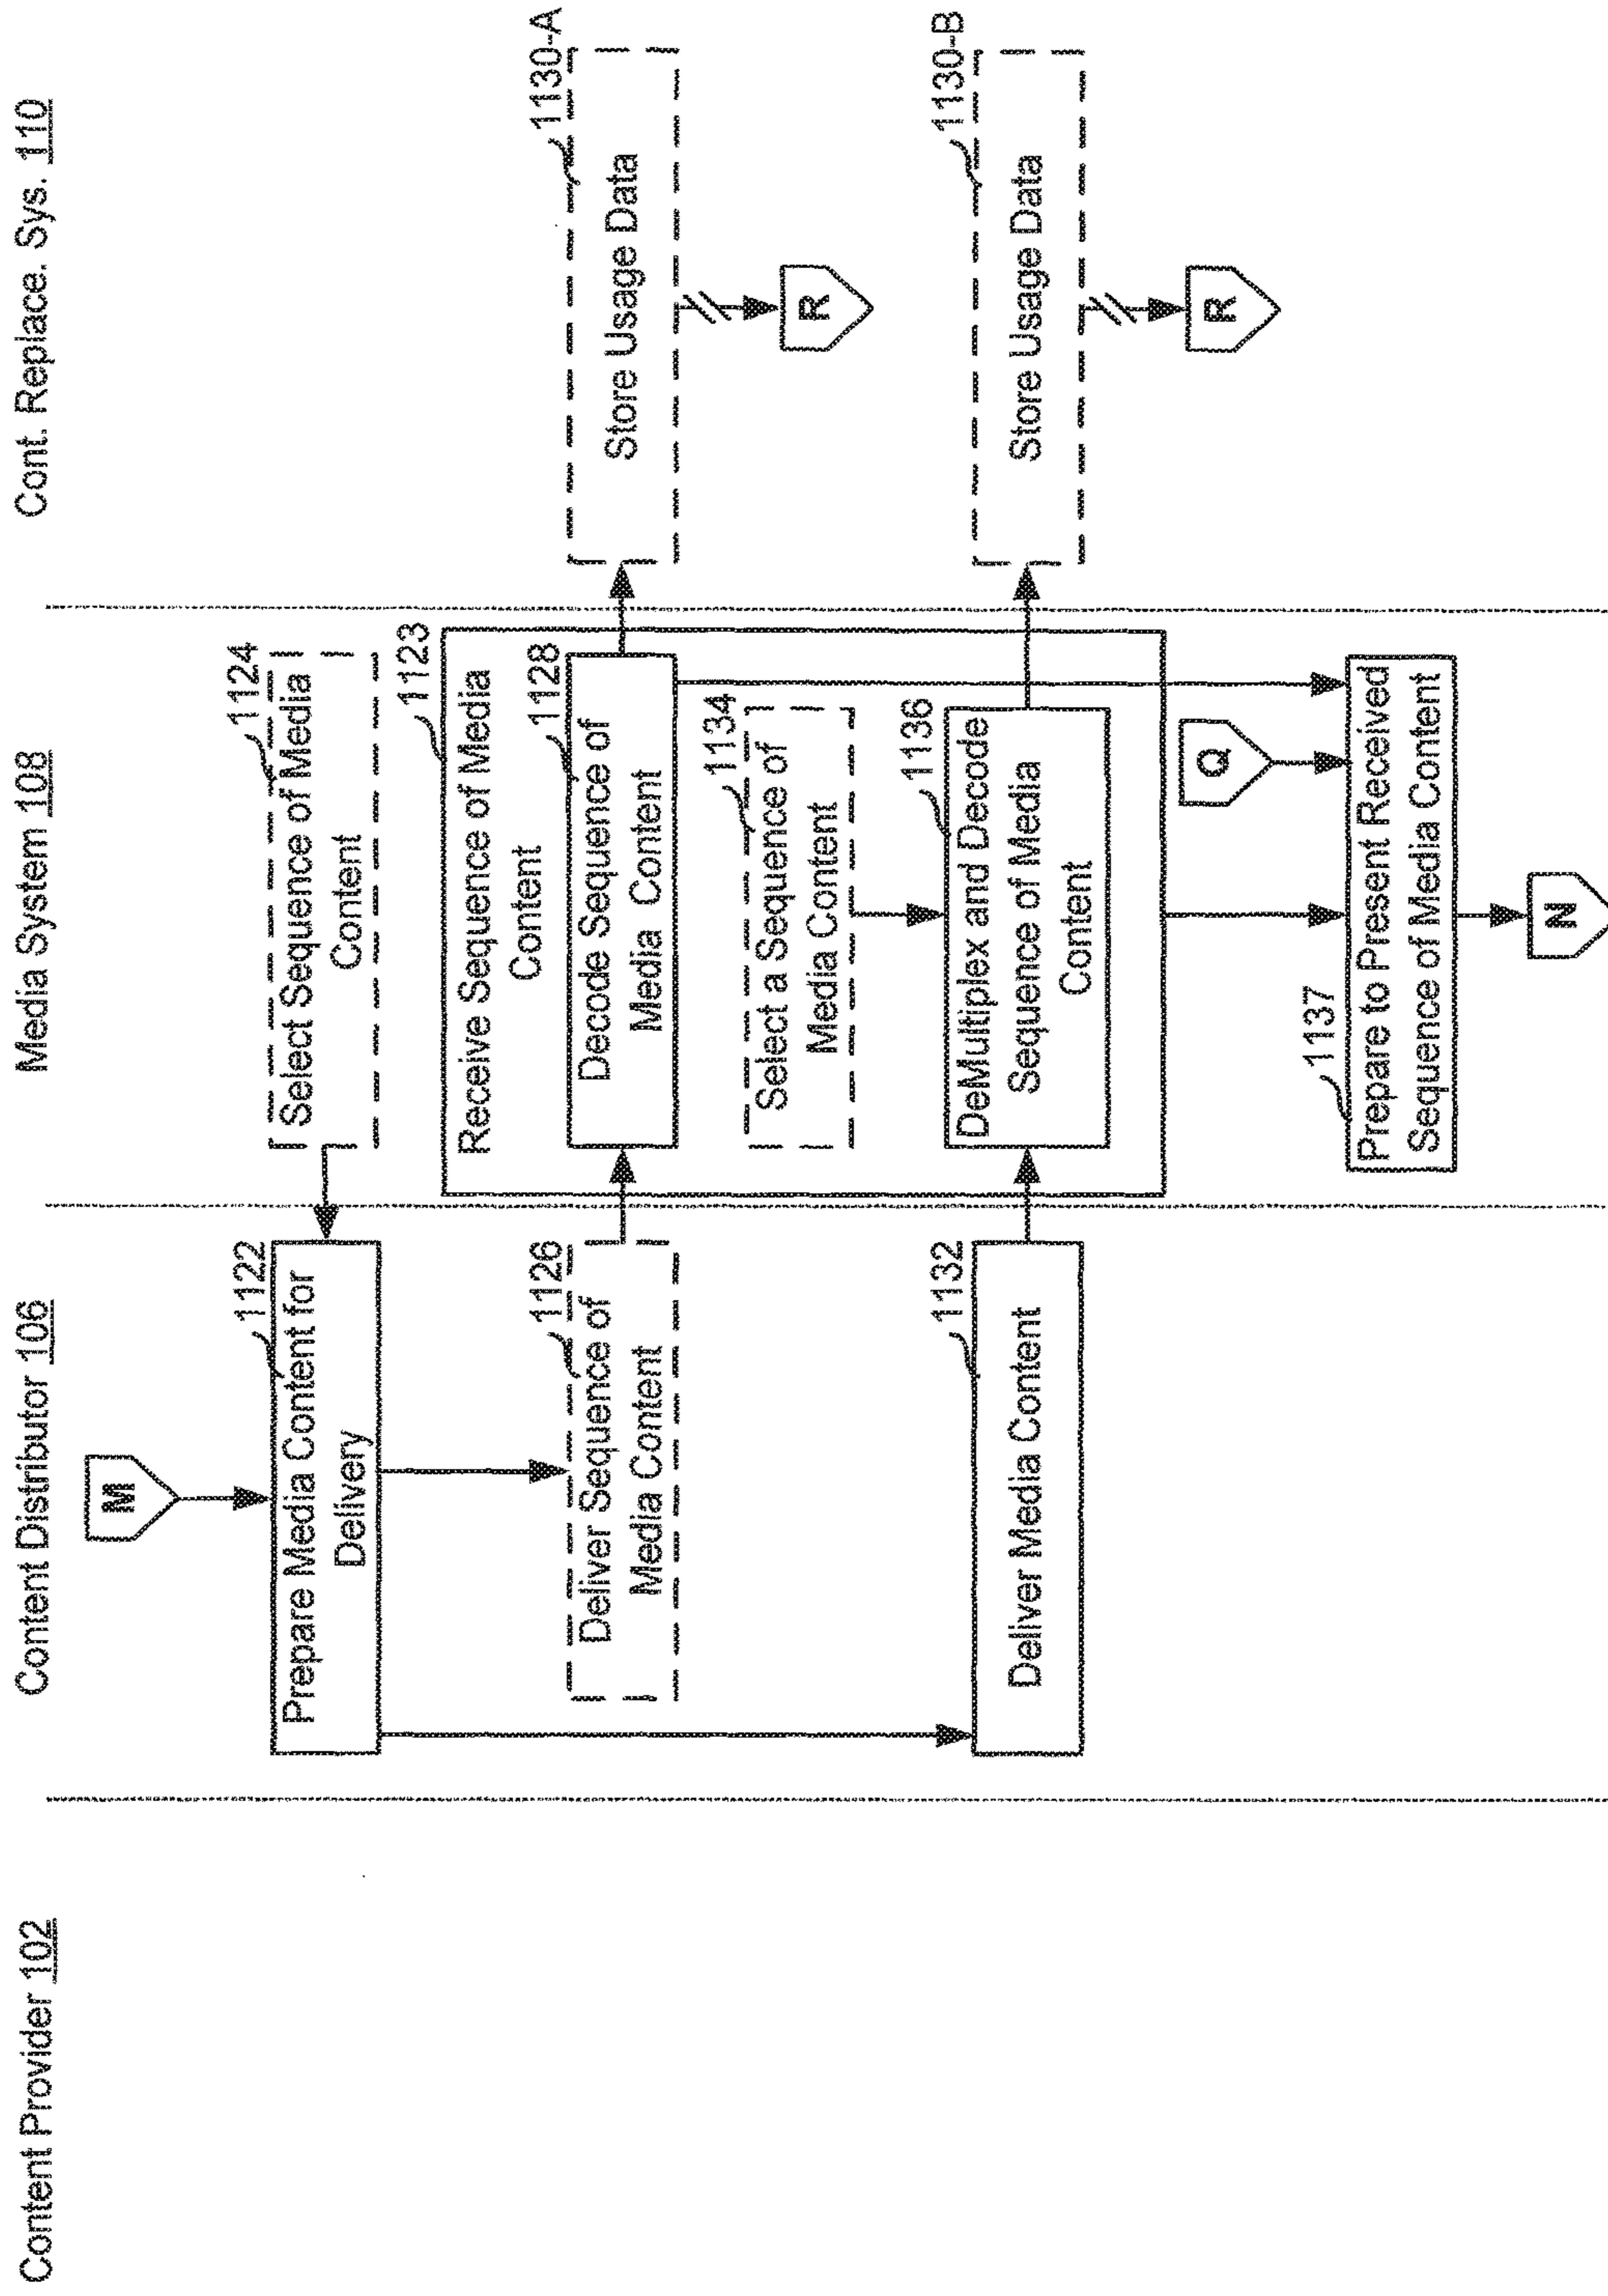 Content Provider 102
Content Distributor 106
Media System 108
Cont. Replace. Sys. 110
M
1122
Prepare Media Content for
Delivery
1124
Select Sequence of Media
Content
1123
Receive Sequence of Media
Content
1126
Deliver Sequence of
Media Content
1128
Decode Sequence of
Media Content
1130-A
Store Usage Data
R
1134
Select a Sequence of
Media Content
1132
Deliver Media Content
1136
DeMultiplex and Decode
Sequence of Media
Content
1130-B
Store Usage Data
R
Q
1137
Prepare to Present Received
Sequence of Media Content
N